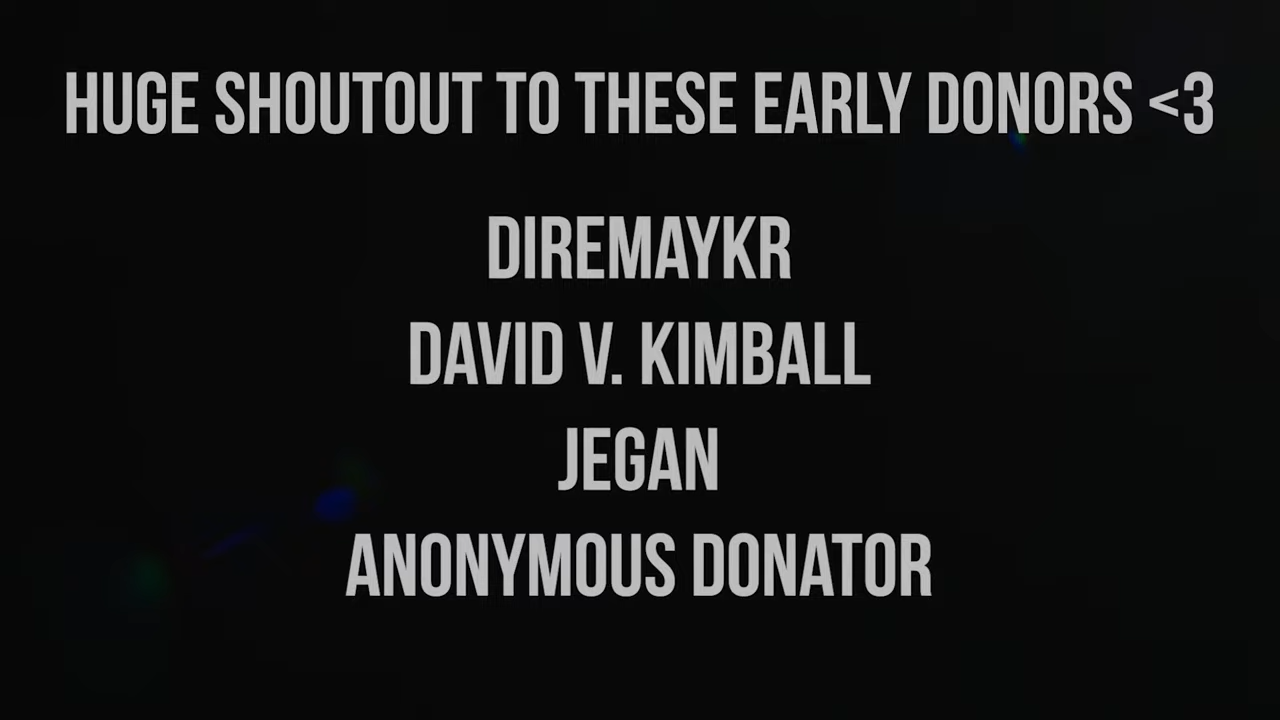 HUGE SHOUTOUT TO THESE EARLY DONORS <3
DIREMAYKR
DAVID V. KIMBALL
JEGAN
ANONYMOUS DONATOR